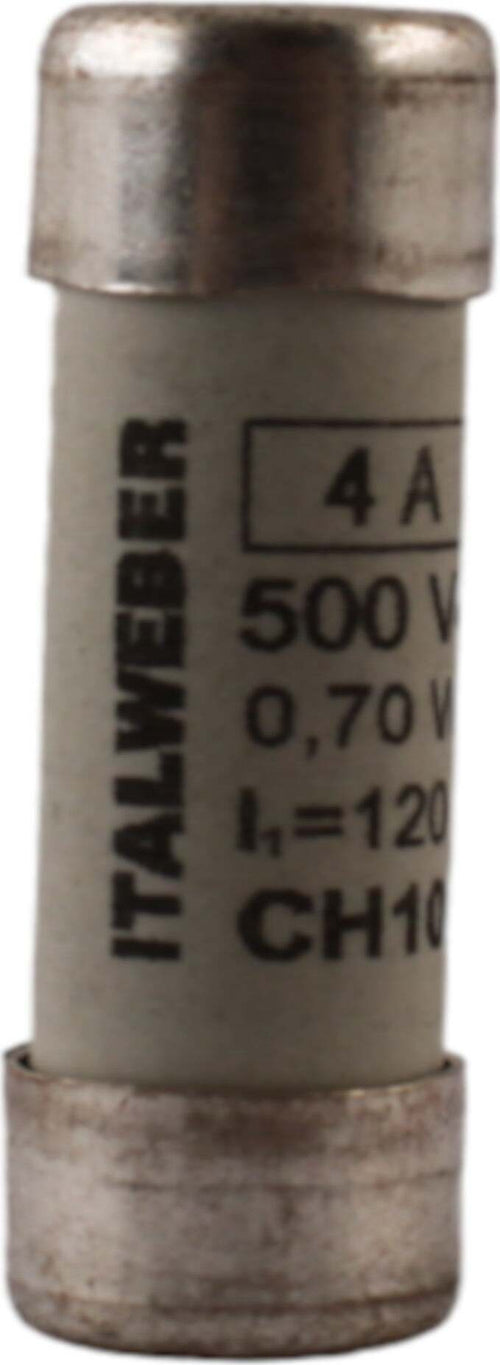 ITALWEBER
4 A
500 V
0,70 W
I₁=120
CH10